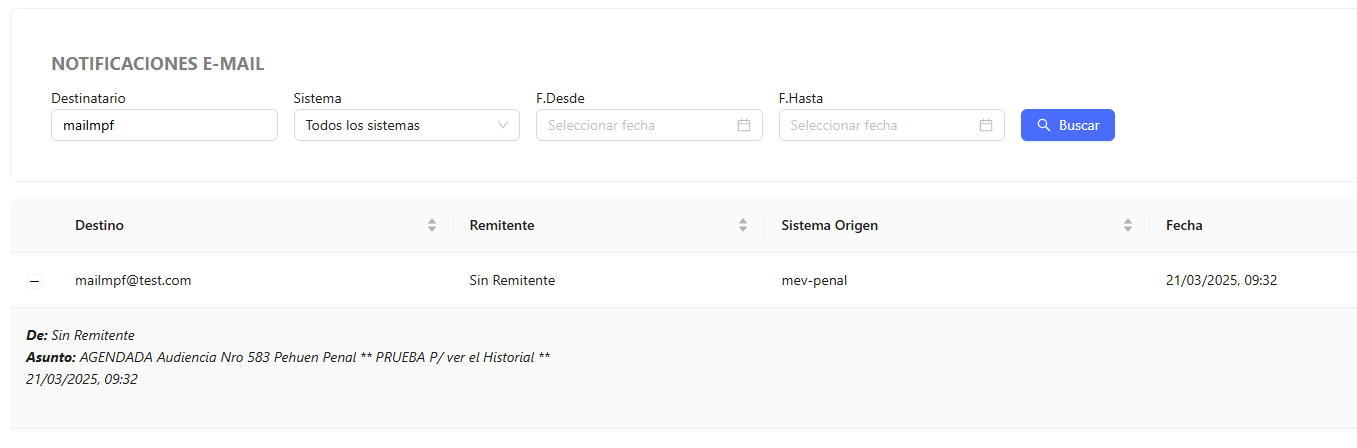 NOTIFICACIONES E-MAIL
Destinatario Sistema F.Desde F.Hasta
mailmpf Todos los sistemas Seleccionar fecha Seleccionar fecha Buscar
Destino Remitente Sistema Origen Fecha
mailmpf@test.com Sin Remitente mev-penal 21/03/2025, 09:32
De: Sin Remitente
Asunto: AGENDADA Audiencia Nro 583 Pehuen Penal ** PRUEBA P/ ver el Historial **
21/03/2025, 09:32